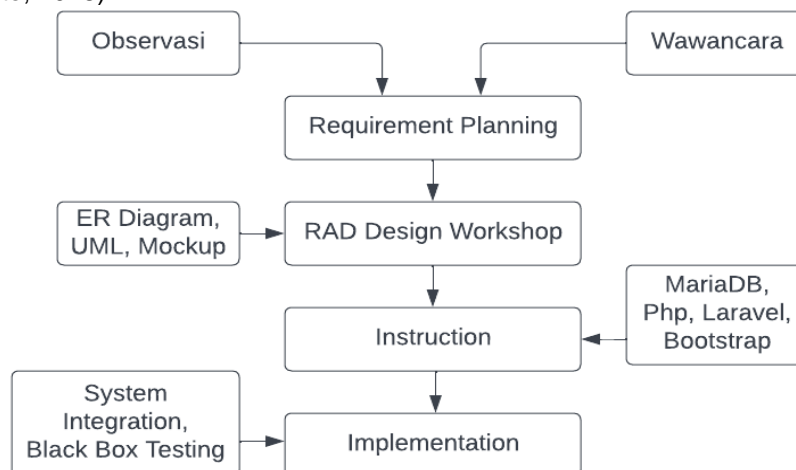 Observasi
Wawancara
Requirement Planning
ER Diagram,
UML, Mockup
RAD Design Workshop
MariaDB,
Php, Laravel,
Bootstrap
Instruction
System
Integration,
Black Box Testing
Implementation